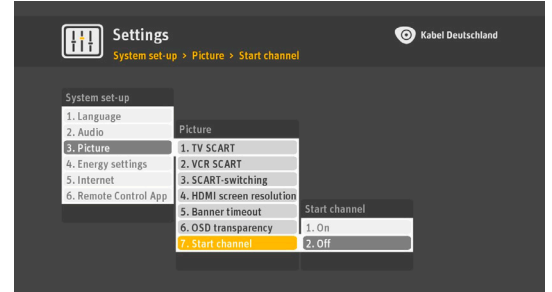 Settings
System set-up > Picture > Start channel
Kabel Deutschland
System set-up
1. Language
2. Audio
3. Picture
4. Energy settings
5. Internet
6. Remote Control App
Picture
1. TV SCART
2. VCR SCART
3. SCART-switching
4. HDMI screen resolution
5. Banner timeout
6. OSD transparency
7. Start channel
Start channel
1. On
2. Off